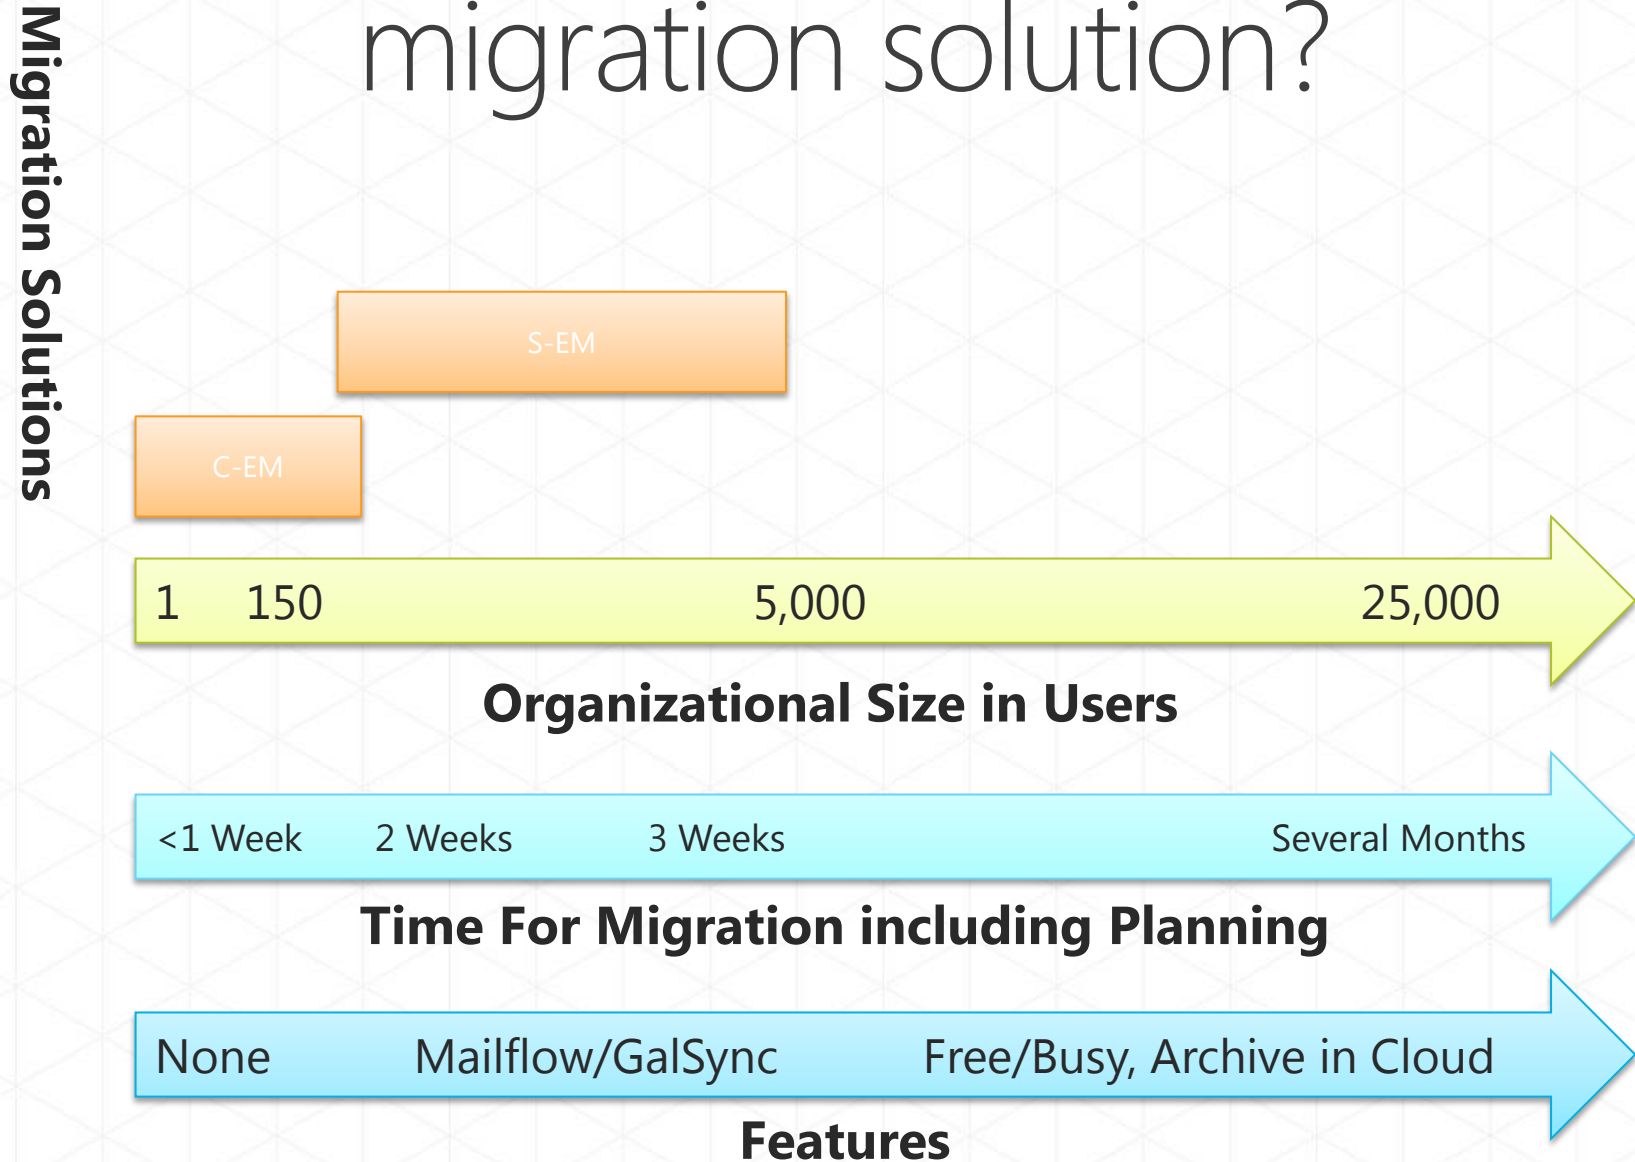 migration solution?
Migration Solutions
S-EM
C-EM
1 150 5,000 25,000
Organizational Size in Users
<1 Week 2 Weeks 3 Weeks Several Months
Time For Migration including Planning
None Mailflow/GalSync Free/Busy, Archive in Cloud
Features